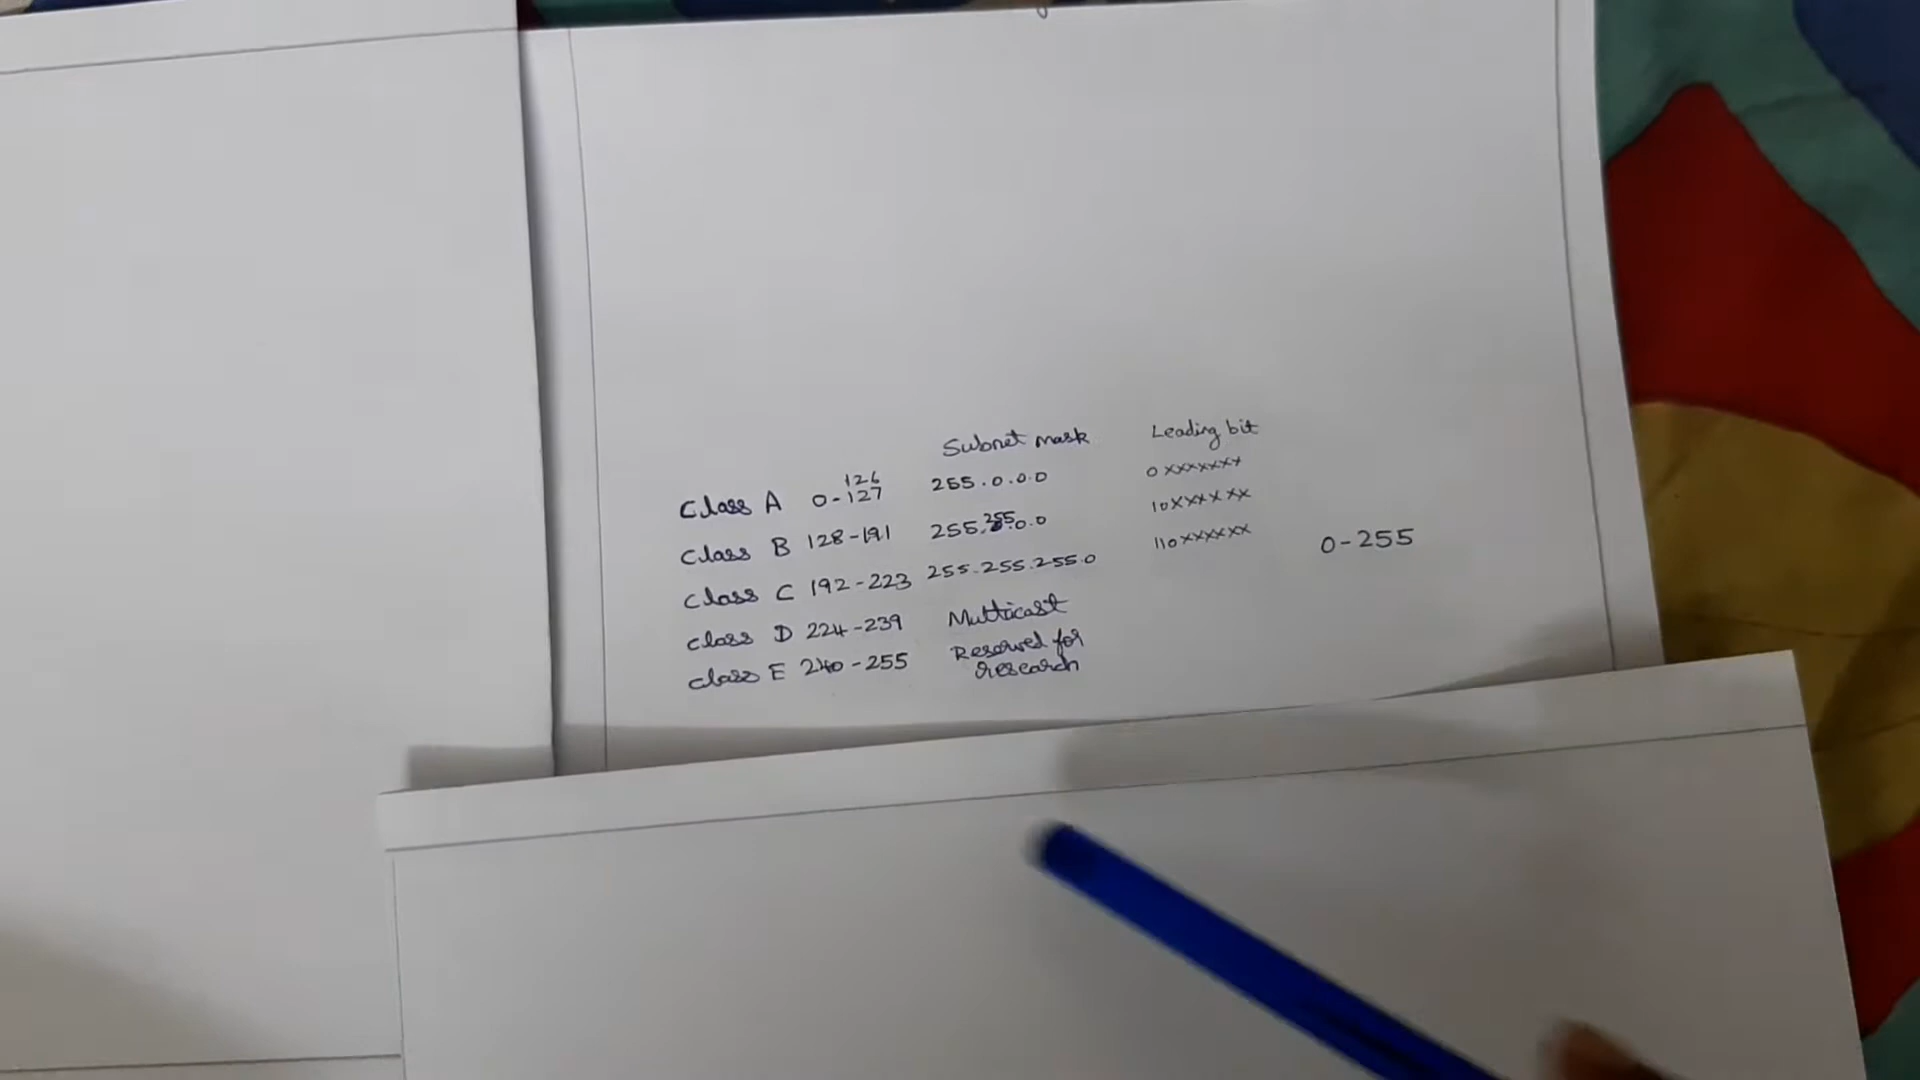 Subnet mask Leading bit
126
Class A 0-127 255.0.0.0 0xxxxxxx
Class B 128-191 255.255.0.0 10xxxxxx
Class C 192-223 255.255.255.0 110xxxxxx 0-255
class D 224-239 Multicast
class E 240-255 Reserved for
research